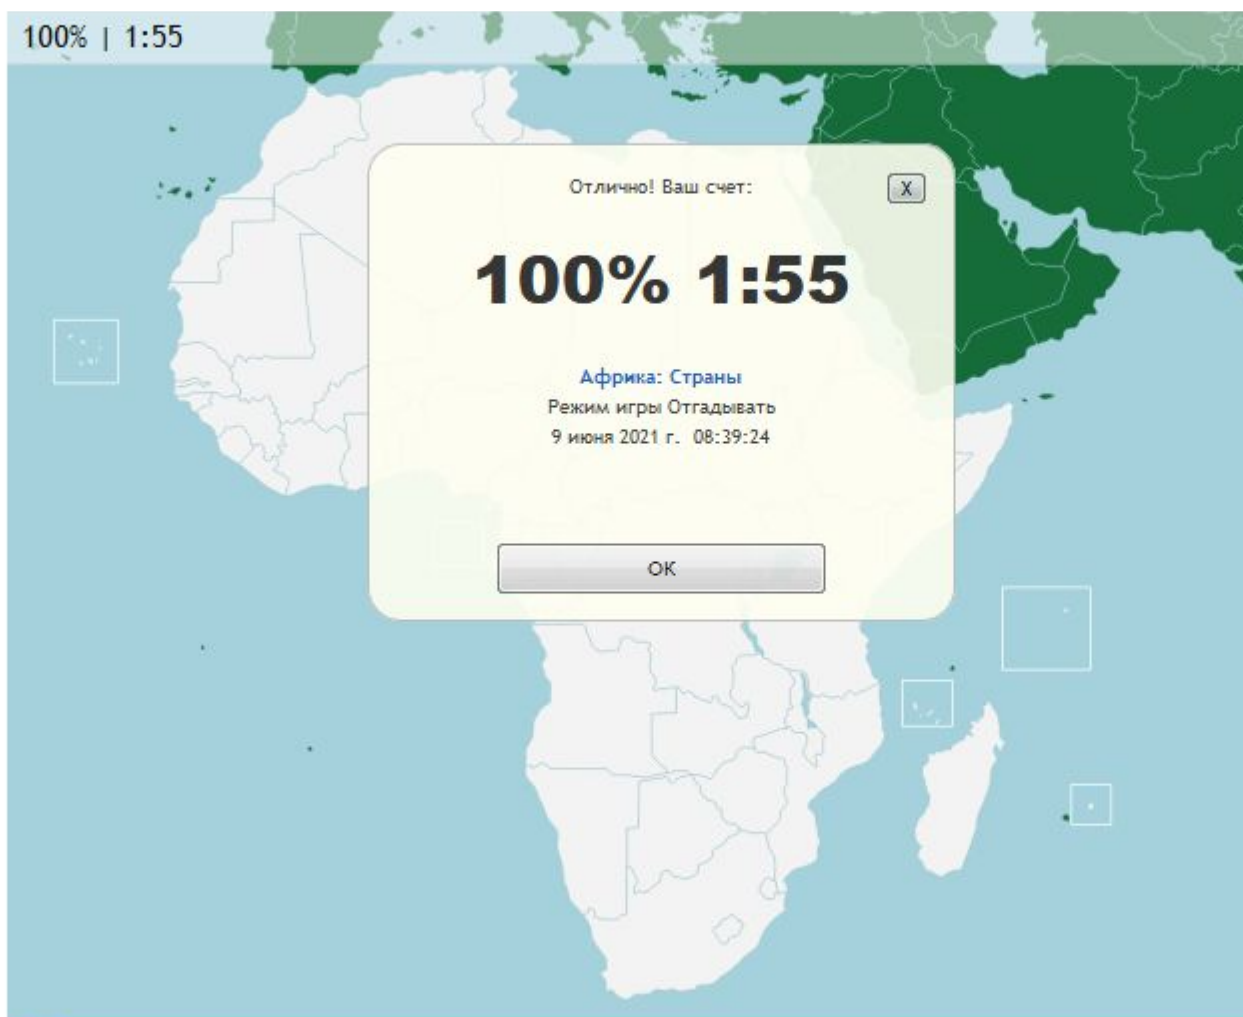 100% | 1:55
Отлично! Ваш счет:
X
100% 1:55
Африка: Страны
Режим игры Отгадывать
9 июня 2021 г. 08:39:24
OK